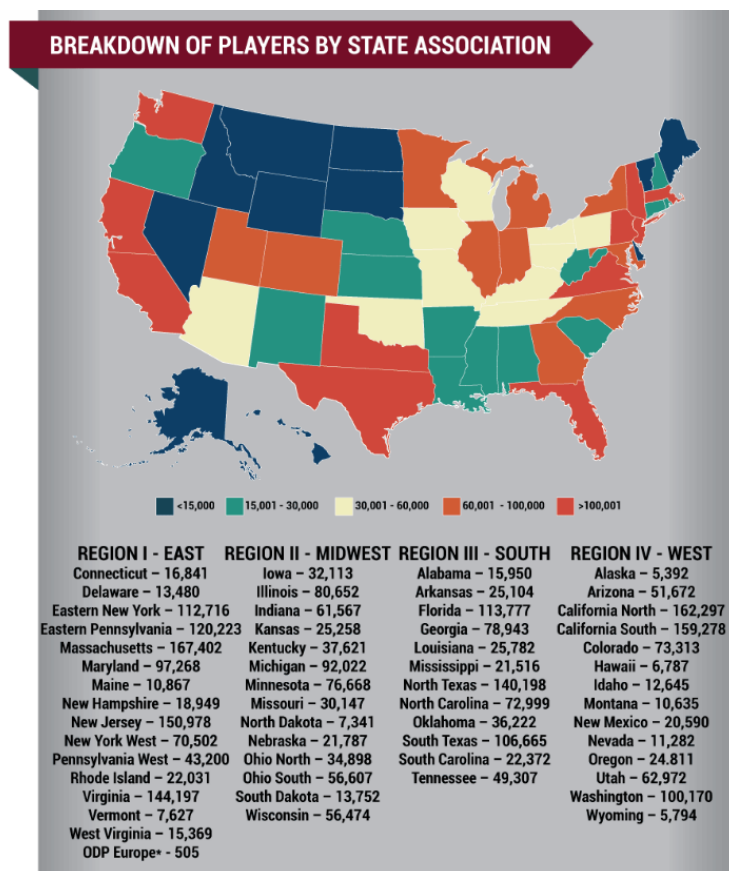 BREAKDOWN OF PLAYERS BY STATE ASSOCIATION
<15,000
15,001 - 30,000
30,001 - 60,000
60,001 - 100,000
>100,001
REGION I - EAST
Connecticut – 16,841
Delaware – 13,480
Eastern New York – 112,716
Eastern Pennsylvania – 120,223
Massachusetts – 167,402
Maryland – 97,268
Maine – 10,867
New Hampshire – 18,949
New Jersey – 150,978
New York West – 70,502
Pennsylvania West – 43,200
Rhode Island – 22,031
Virginia – 144,197
Vermont – 7,627
West Virginia – 15,369
ODP Europe* - 505
REGION II - MIDWEST
Iowa – 32,113
Illinois – 80,652
Indiana – 61,567
Kansas – 25,258
Kentucky – 37,621
Michigan – 92,022
Minnesota – 76,668
Missouri – 30,147
North Dakota – 7,341
Nebraska – 21,787
Ohio North – 34,898
Ohio South – 56,607
South Dakota – 13,752
Wisconsin – 56,474
REGION III - SOUTH
Alabama – 15,950
Arkansas – 25,104
Florida – 113,777
Georgia – 78,943
Louisiana – 25,782
Mississippi – 21,516
North Texas – 140,198
North Carolina – 72,999
Oklahoma – 36,222
South Texas – 106,665
South Carolina – 22,372
Tennessee – 49,307
REGION IV - WEST
Alaska – 5,392
Arizona – 51,672
California North – 162,297
California South – 159,278
Colorado – 73,313
Hawaii – 6,787
Idaho – 12,645
Montana – 10,635
New Mexico – 20,590
Nevada – 11,282
Oregon – 24.811
Utah – 62,972
Washington – 100,170
Wyoming – 5,794